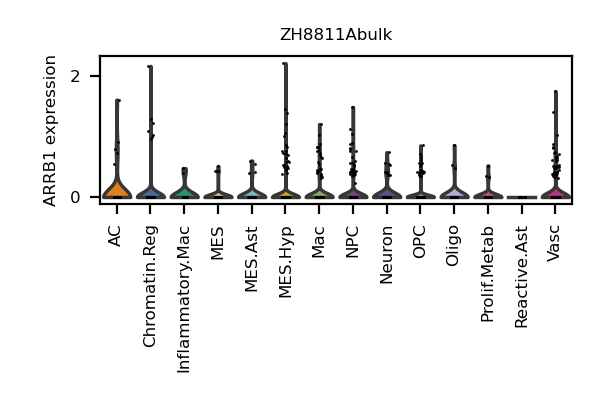 ZH8811Abulk
ARRB1 expression
2
0
AC
Chromatin.Reg
Inflammatory.Mac
MES
MES.Ast
MES.Hyp
Mac
NPC
Neuron
OPC
Oligo
Prolif.Metab
Reactive.Ast
Vasc